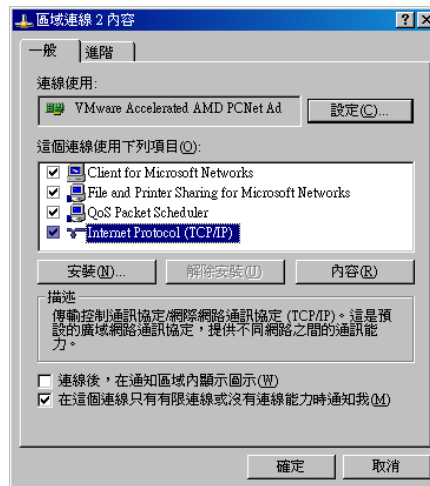 區域連線 2 內容
一般
進階
連線使用:
VMware Accelerated AMD PCNet Ad
設定(C)...
這個連線使用下列項目(O):
Client for Microsoft Networks
File and Printer Sharing for Microsoft Networks
QoS Packet Scheduler
Internet Protocol (TCP/IP)
安裝(N)...
解除安裝(U)
內容(R)
描述
傳輸控制通訊協定/網際網路通訊協定 (TCP/IP)。這是預
設的廣域網路通訊協定，提供不同網路之間的通訊能
力。
連線後，在通知區域內顯示圖示(W)
在這個連線只有有限連線或沒有連線能力時通知我(M)
確定
取消